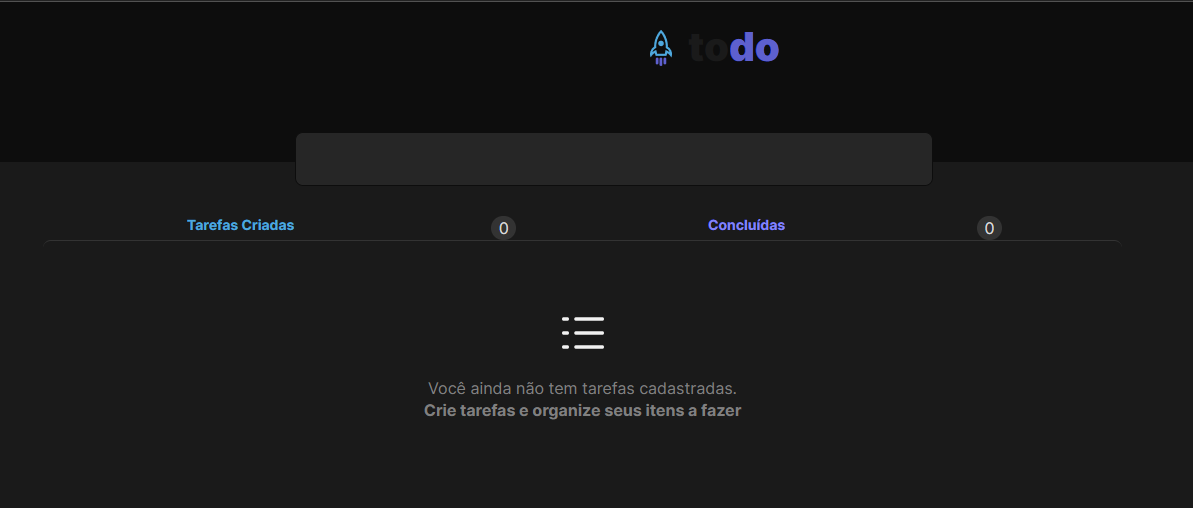 todo
Tarefas Criadas 0 Concluídas 0
Você ainda não tem tarefas cadastradas.
Crie tarefas e organize seus itens a fazer